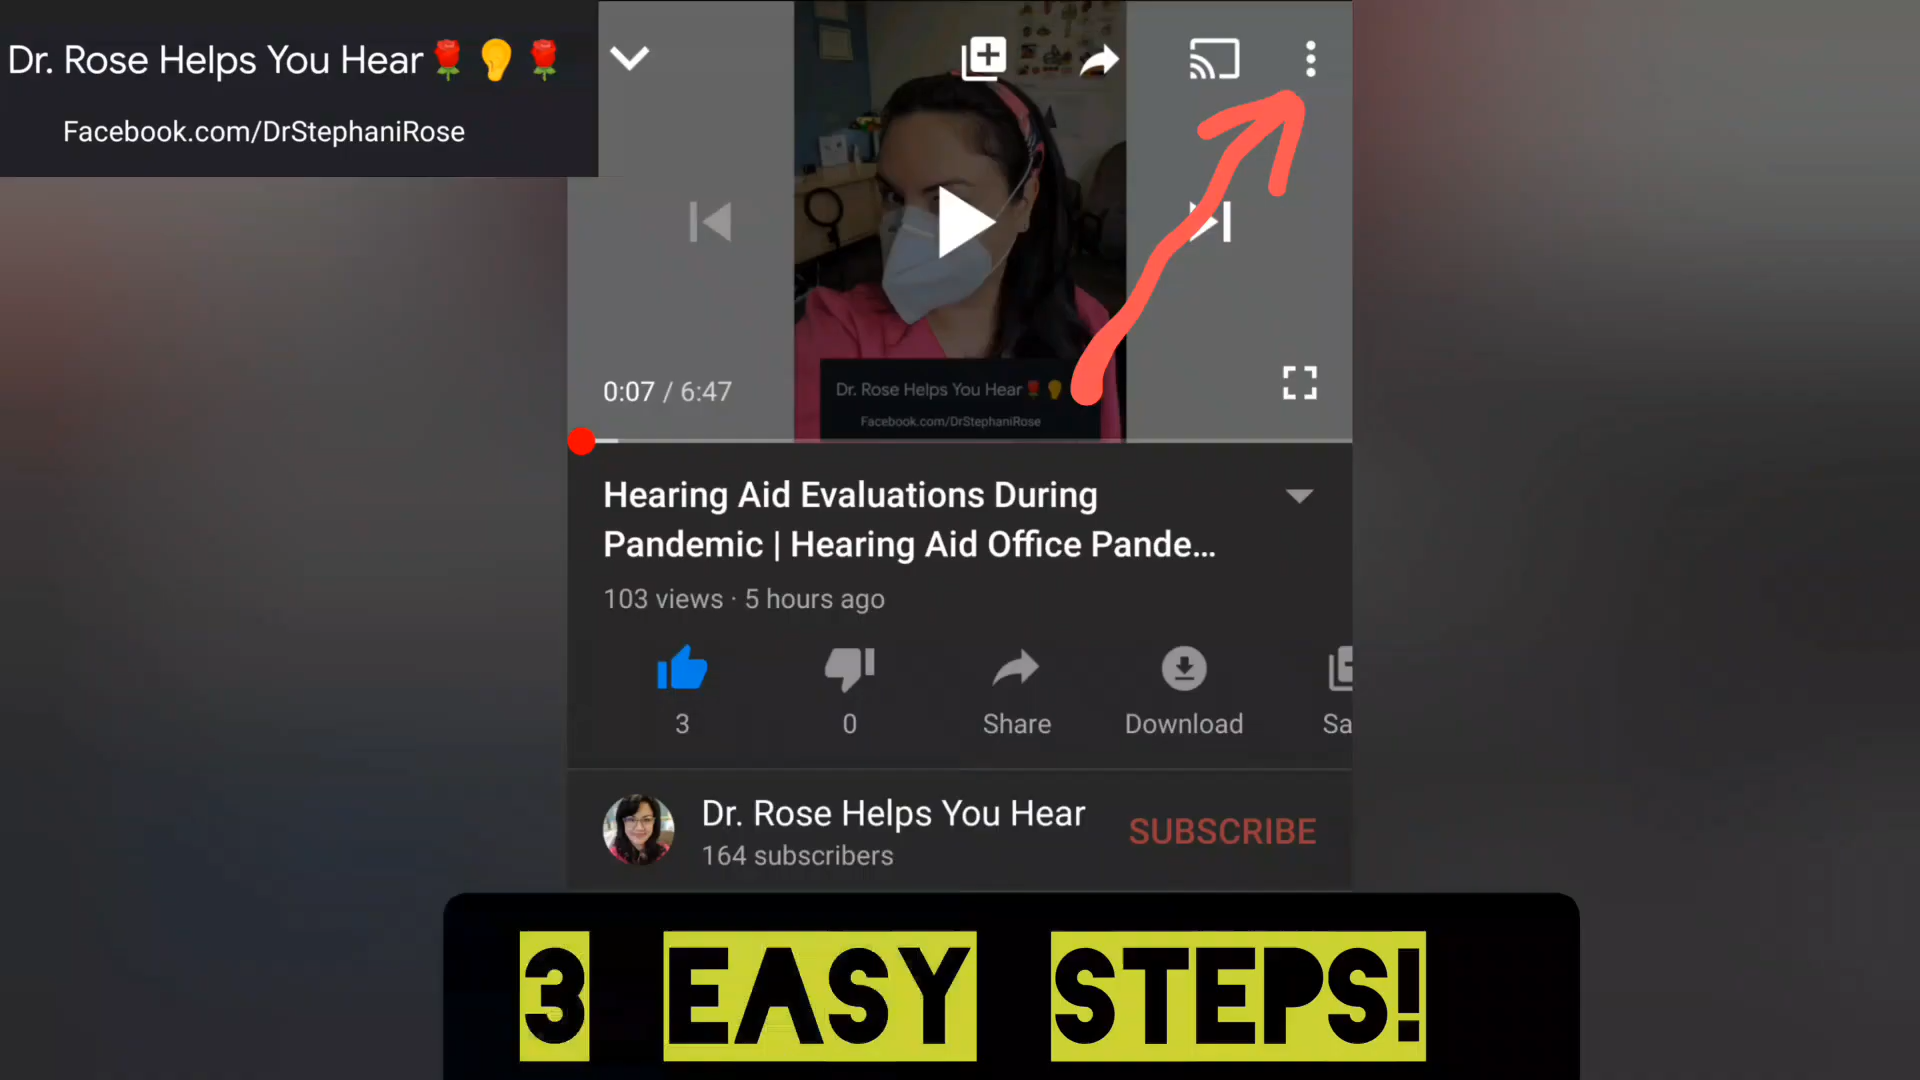 Dr. Rose Helps You Hear🌹👂🌹
Facebook.com/DrStephaniRose
Dr. Rose Helps You Hear🌹👂
Facebook.com/DrStephaniRose
0:07 / 6:47
Hearing Aid Evaluations During
Pandemic | Hearing Aid Office Pande...
103 views · 5 hours ago
3 0 Share Download Sa
Dr. Rose Helps You Hear
164 subscribers
SUBSCRIBE
3 EASY STEPS!